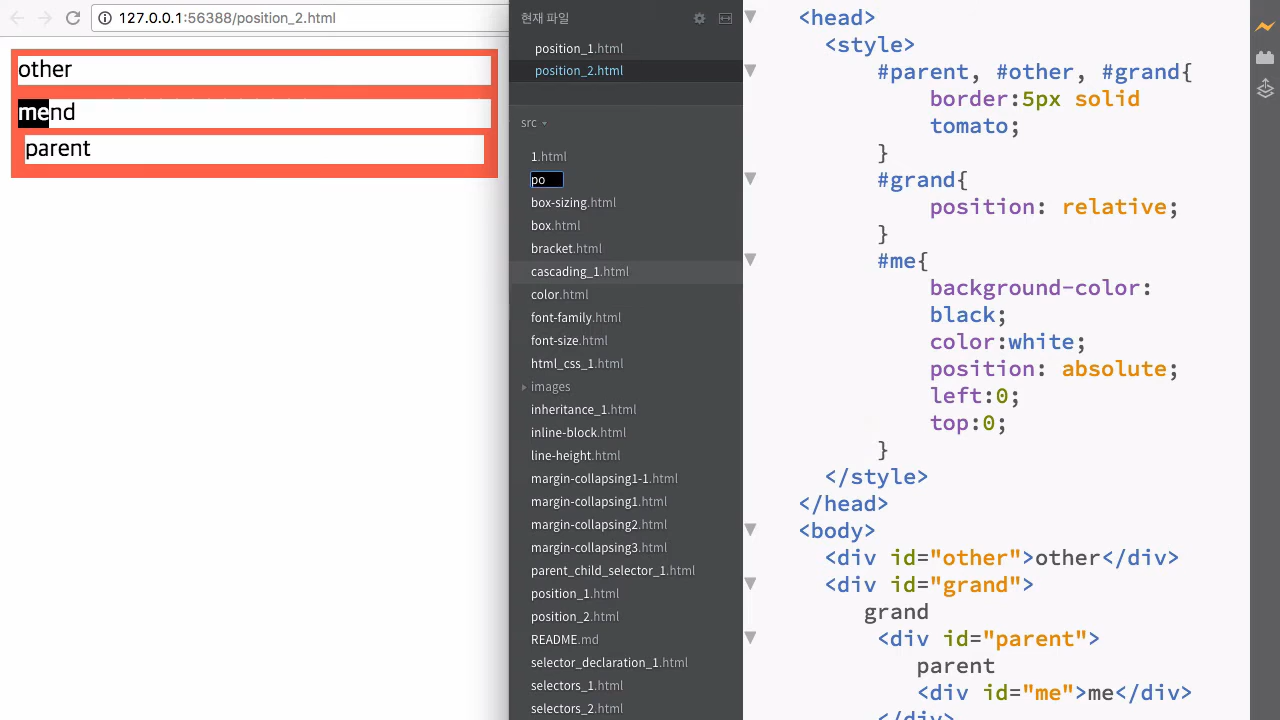 127.0.0.1:56388/position_2.html
other
mend
parent
현재 파일
position_1.html
position_2.html
src
1.html
po
box-sizing.html
box.html
bracket.html
cascading_1.html
color.html
font-family.html
font-size.html
html_css_1.html
images
inheritance_1.html
inline-block.html
line-height.html
margin-collapsing1-1.html
margin-collapsing1.html
margin-collapsing2.html
margin-collapsing3.html
parent_child_selector_1.html
position_1.html
position_2.html
README.md
selector_declaration_1.html
selectors_1.html
selectors_2.html
<head>
<style>
#parent, #other, #grand{
border:5px solid
tomato;
}
#grand{
position: relative;
}
#me{
background-color:
black;
color:white;
position: absolute;
left:0;
top:0;
}
</style>
</head>
<body>
<div id="other">other</div>
<div id="grand">
grand
<div id="parent">
parent
<div id="me">me</div>
</div>